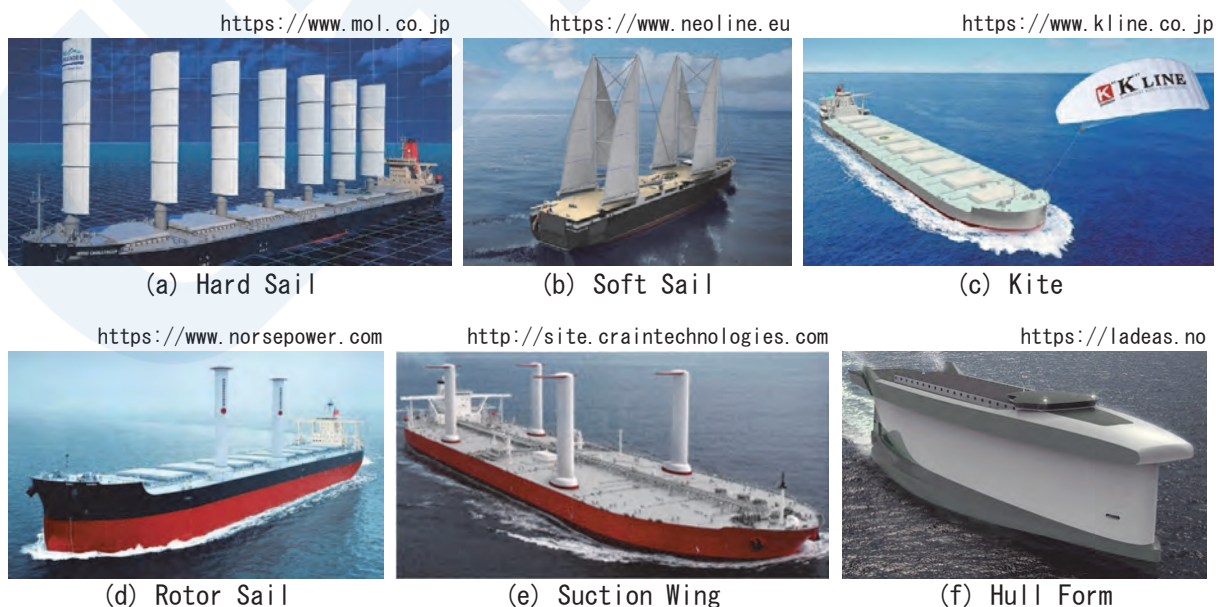 https://www.mol.co.jp
https://www.neoline.eu
https://www.kline.co.jp
K "K" LINE
(a) Hard Sail
(b) Soft Sail
(c) Kite
https://www.norsepower.com
http://site.craintechnologies.com
https://ladeas.no
(d) Rotor Sail
(e) Suction Wing
(f) Hull Form